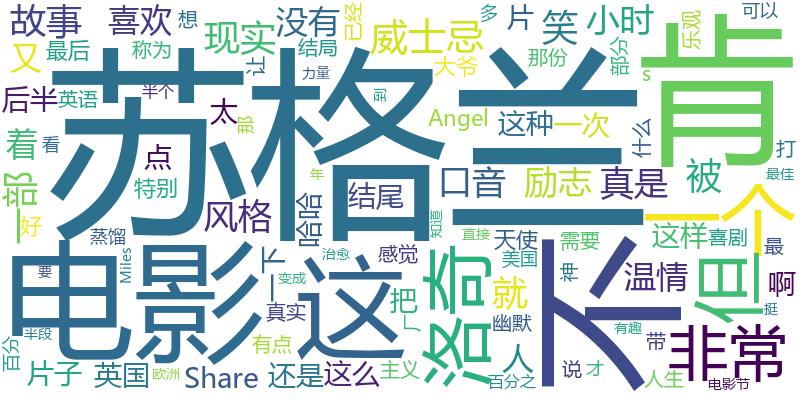 苏格兰
肯
不
电影
这
洛奇
一个
但
非常
故事
喜欢
想
现实
没有
已经
威士忌
多
片
笑
小时
乐观
可以
又
最后
称为
结局
让
大爷
那份
部分
s
后半
英语
半个
力量
到
太
那
Angel
这种
一次
什么
打
着
看
点
特别
年
口音
励志
真是
被
最佳
一部
好
风格
哈哈
结尾
知道
天使
需要
这样
喜剧
最
蒸馏
Miles
要
下
一
治愈
感觉
直接
美国
神
温情
啊
变成
真实
把
就
幽默
挺
百分
半段
有点
厂
人
有趣
带
片子
英国
欧洲
Share
还是
这么
主义
百分之
说
才
人生
电影节